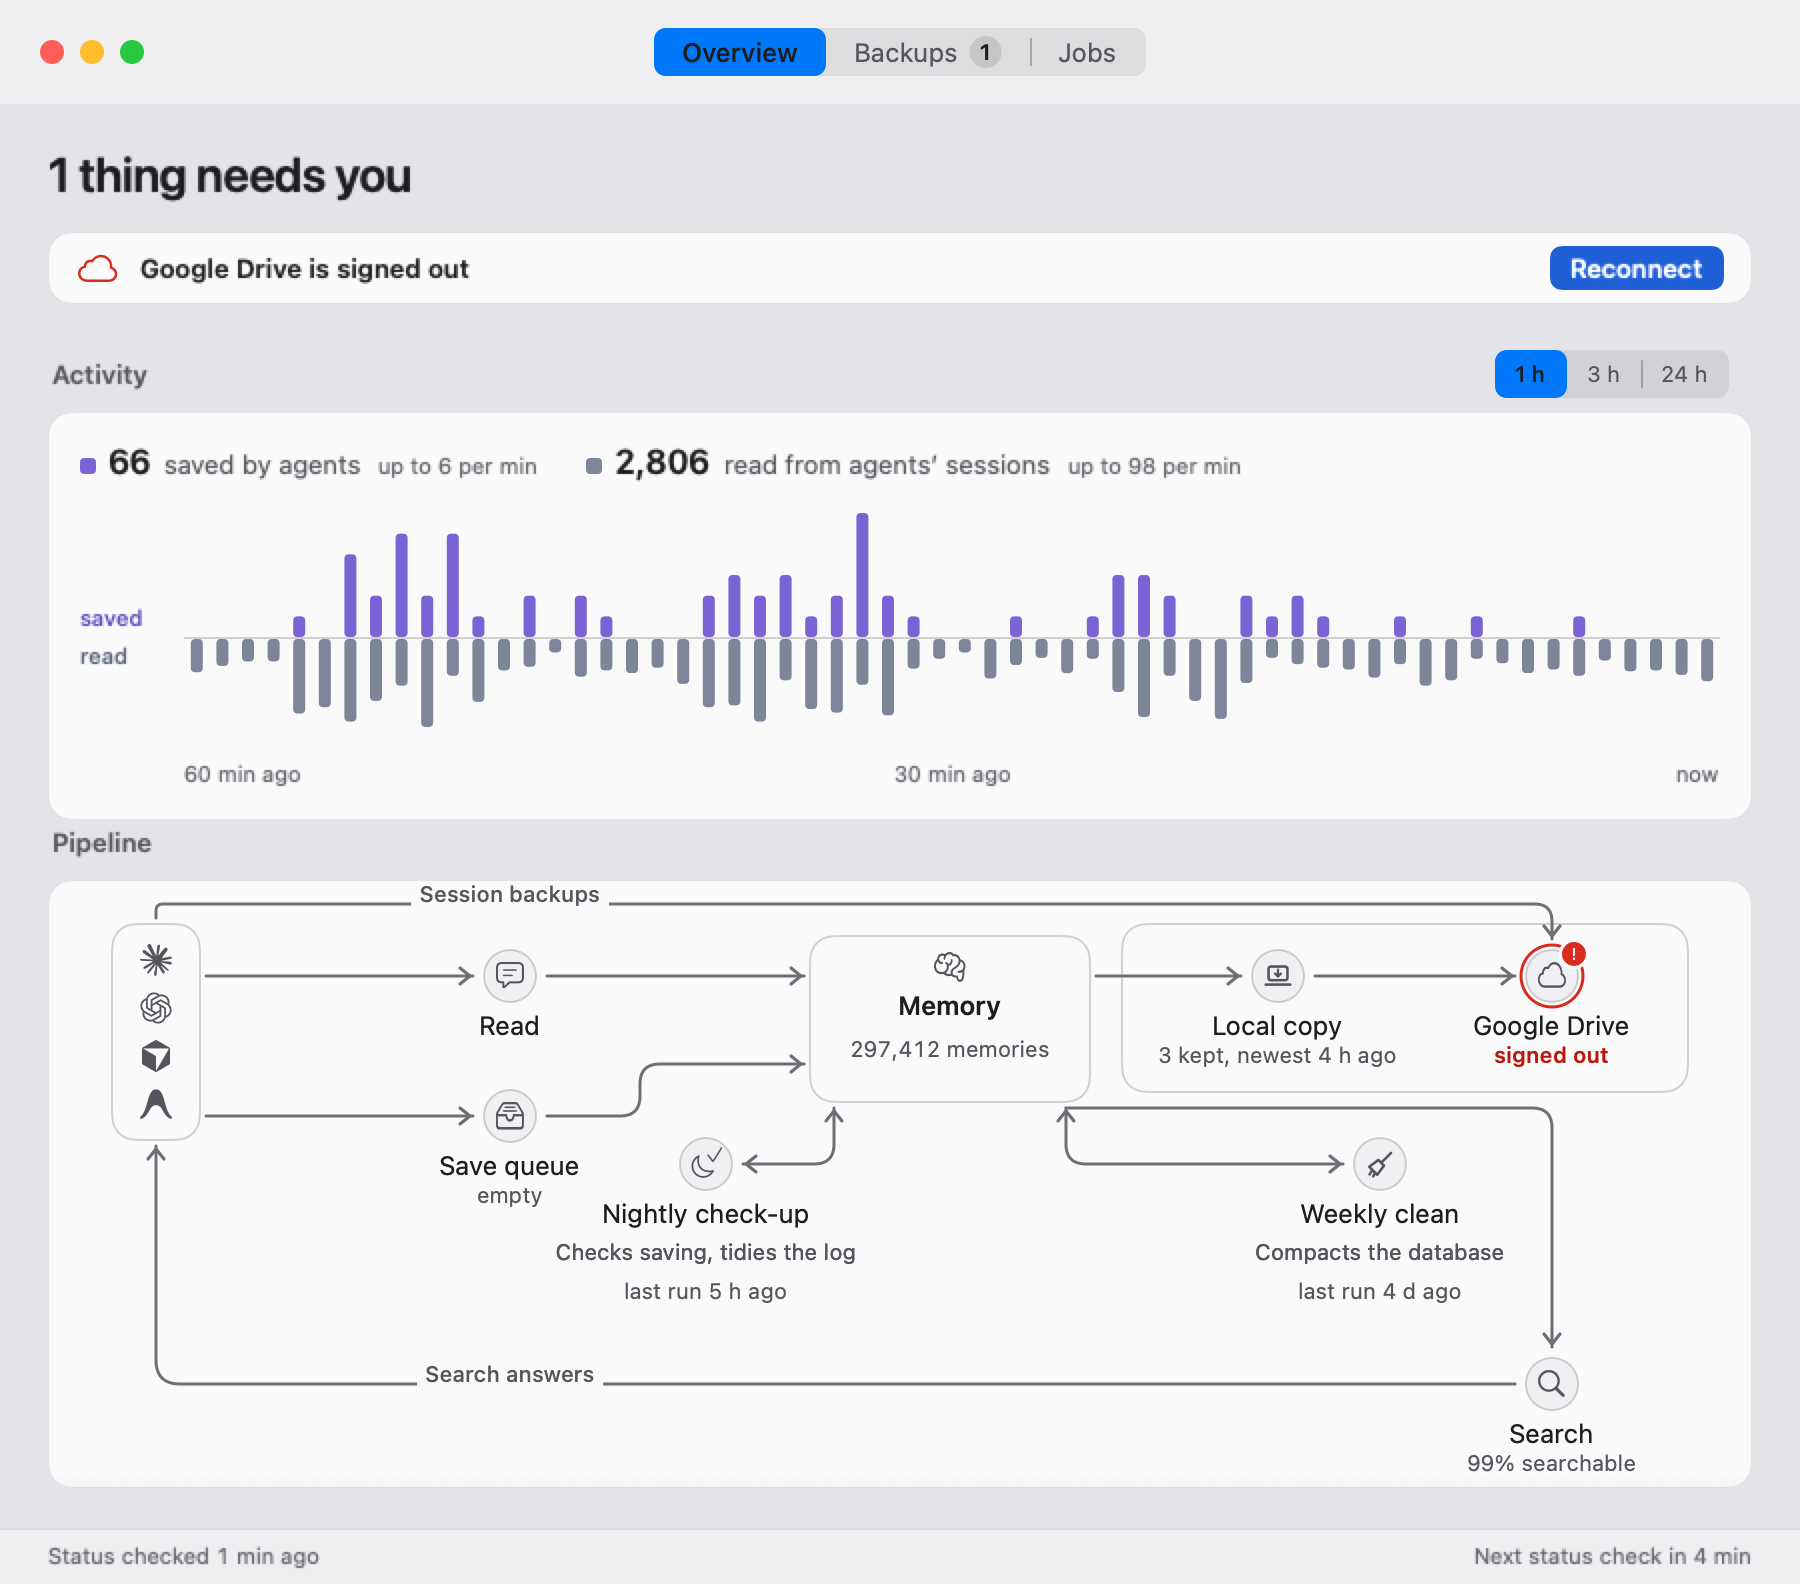 Overview
Backups 1
Jobs
1 thing needs you
Google Drive is signed out
Reconnect
Activity
1 h
3 h
24 h
66 saved by agents up to 6 per min
2,806 read from agents’ sessions up to 98 per min
saved
read
60 min ago
30 min ago
now
Pipeline
Session backups
Read
Memory
297,412 memories
Local copy
3 kept, newest 4 h ago
!
Google Drive
signed out
Save queue
empty
Nightly check-up
Checks saving, tidies the log
last run 5 h ago
Weekly clean
Compacts the database
last run 4 d ago
Search answers
Search
99% searchable
Status checked 1 min ago
Next status check in 4 min